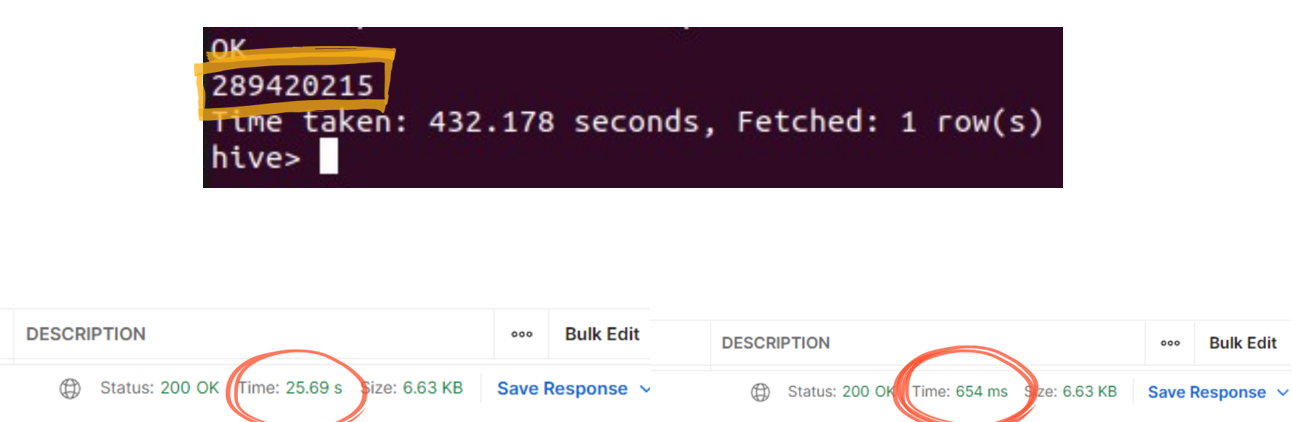 OK
289420215
Time taken: 432.178 seconds, Fetched: 1 row(s)
hive>
DESCRIPTION ooo Bulk Edit
Status: 200 OK Time: 25.69 s Size: 6.63 KB Save Response
DESCRIPTION ooo Bulk Edit
Status: 200 OK Time: 654 ms Size: 6.63 KB Save Response